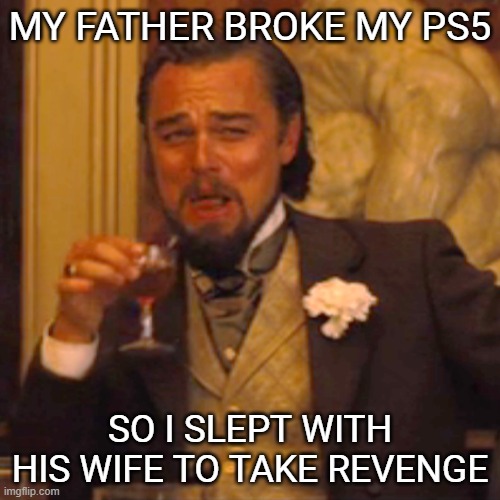 MY FATHER BROKE MY PS5
SO I SLEPT WITH
HIS WIFE TO TAKE REVENGE
imgflip.com